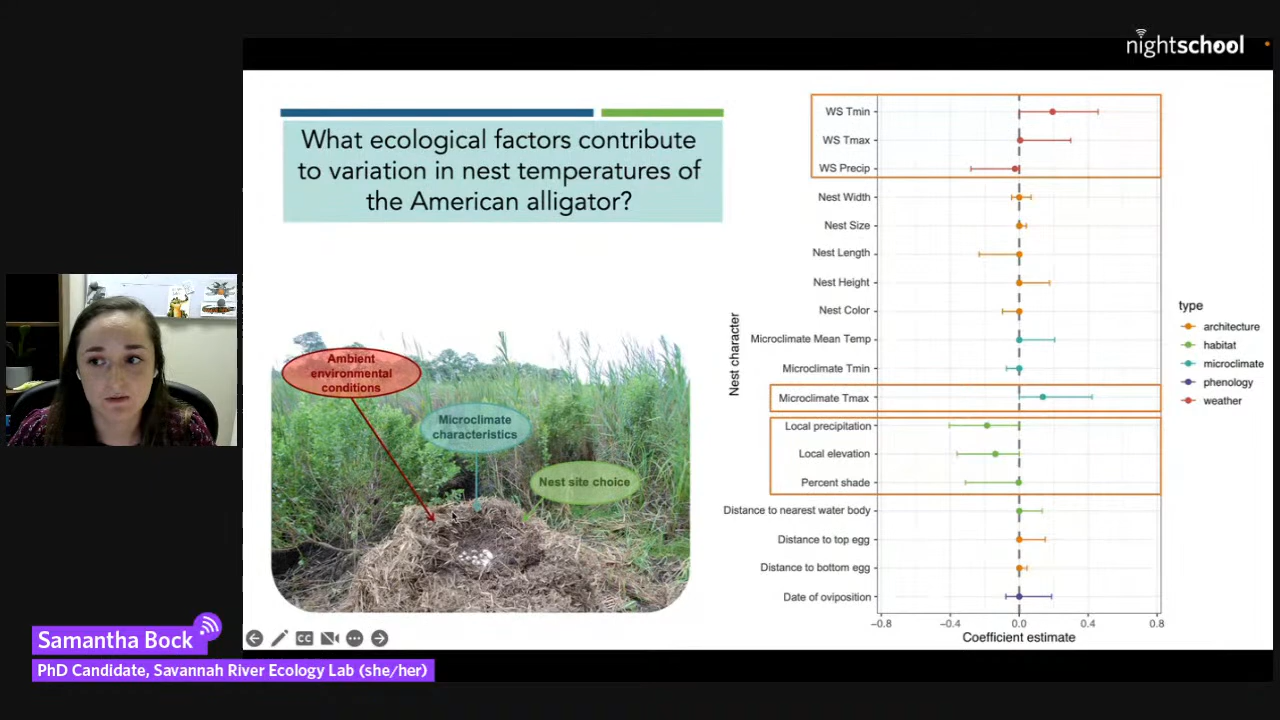 nightschool
What ecological factors contribute
to variation in nest temperatures of
the American alligator?
Ambient
environmental
conditions
Microclimate
characteristics
Nest site choice
Nest character
WS Tmin
WS Tmax
WS Precip
Nest Width
Nest Size
Nest Length
Nest Height
Nest Color
Microclimate Mean Temp
Microclimate Tmin
Microclimate Tmax
Local precipitation
Local elevation
Percent shade
Distance to nearest water body
Distance to top egg
Distance to bottom egg
Date of oviposition
−0.8 −0.4 0.0 0.4 0.8
Coefficient estimate
type
architecture
habitat
microclimate
phenology
weather
CC
Samantha Bock
PhD Candidate, Savannah River Ecology Lab (she/her)